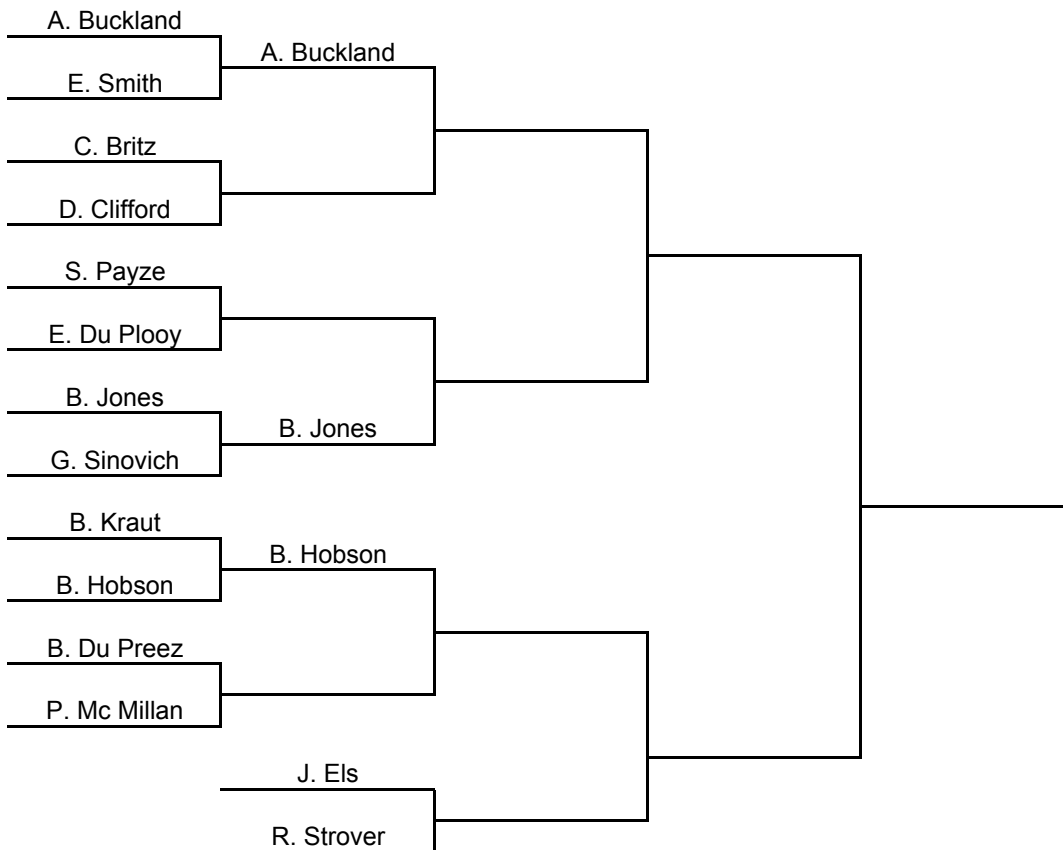 A. Buckland
A. Buckland
E. Smith
C. Britz
D. Clifford
S. Payze
E. Du Plooy
B. Jones
B. Jones
G. Sinovich
B. Kraut
B. Hobson
B. Hobson
B. Du Preez
P. Mc Millan
J. Els
R. Strover